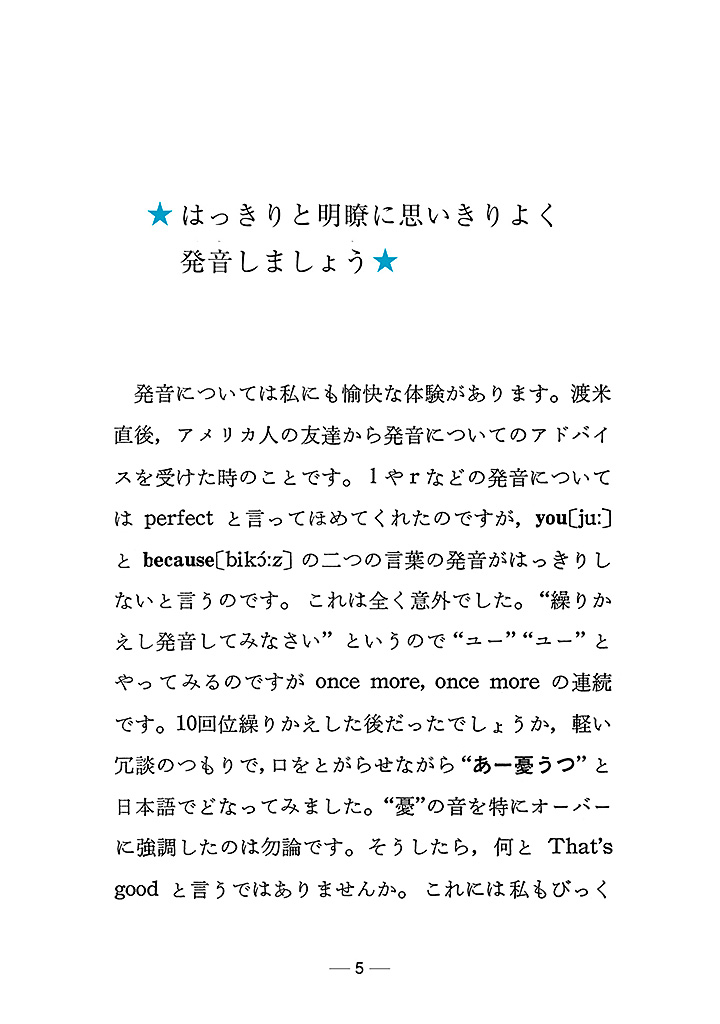 ★はっきりと明瞭に思いきりよく
発音しましょう★
発音については私にも愉快な体験があります。渡米
直後，アメリカ人の友達から発音についてのアドバイ
スを受けた時のことです。lやrなどの発音について
は perfect と言ってほめてくれたのですが，you[ju:]
と because[bikɔ́:z] の二つの言葉の発音がはっきりし
ないと言うのです。これは全く意外でした。“繰りか
えし発音してみなさい” というので “ユー” “ユー” と
やってみるのですが once more, once more の連続
です。10回位繰りかえした後だったでしょうか，軽い
冗談のつもりで，口をとがらせながら “あー憂うつ” と
日本語でどなってみました。“憂”の音を特にオーバー
に強調したのは勿論です。そうしたら，何と That's
good と言うではありませんか。これには私もびっく
— 5 —